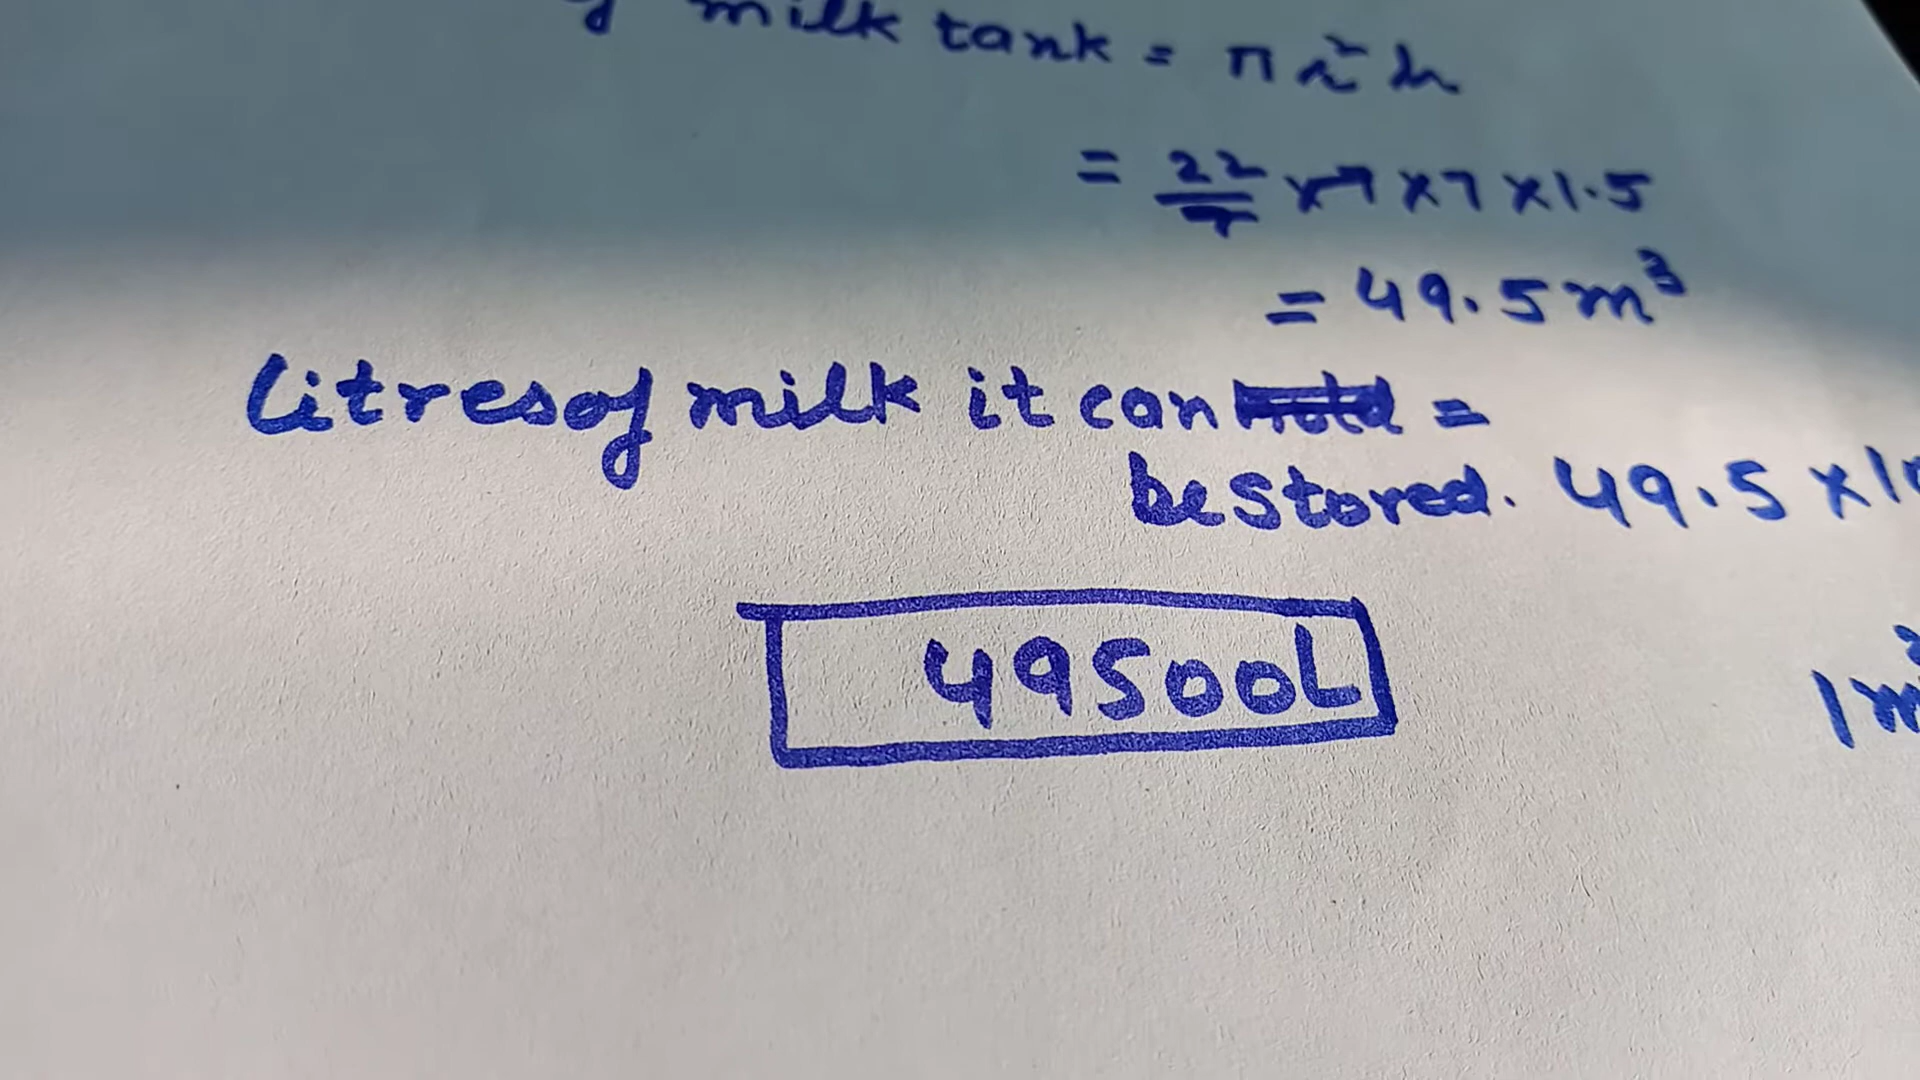 milk tank = πr²h
= 22/7 × 7 × 7 × 1.5
= 49.5 m³
Litres of milk it can =
be stored. 49.5 ×
49500L
1m